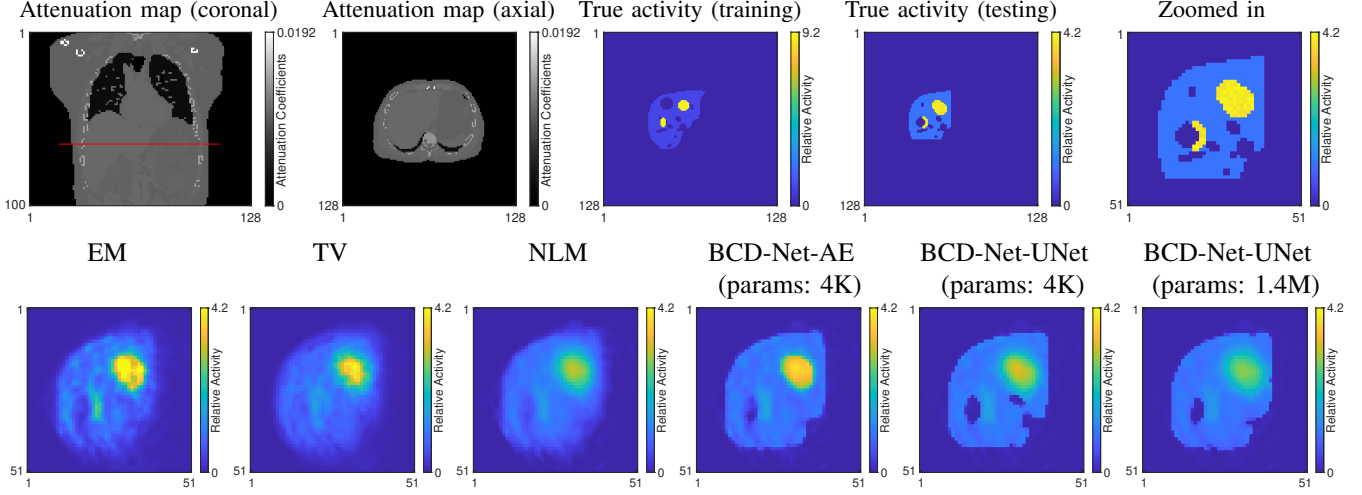 Attenuation map (coronal)
Attenuation map (axial)
True activity (training)
True activity (testing)
Zoomed in
1
100
1
128
0.0192
0
Attenuation Coefficients
1
128
1
128
0.0192
0
Attenuation Coefficients
1
128
1
128
9.2
0
Relative Activity
1
128
1
128
4.2
0
Relative Activity
1
51
1
51
4.2
0
Relative Activity
EM
TV
NLM
BCD-Net-AE
(params: 4K)
BCD-Net-UNet
(params: 4K)
BCD-Net-UNet
(params: 1.4M)
1
51
1
51
4.2
0
Relative Activity
1
51
1
51
4.2
0
Relative Activity
1
51
1
51
4.2
0
Relative Activity
1
51
1
51
4.2
0
Relative Activity
1
51
1
51
4.2
0
Relative Activity
1
51
1
51
4.2
0
Relative Activity